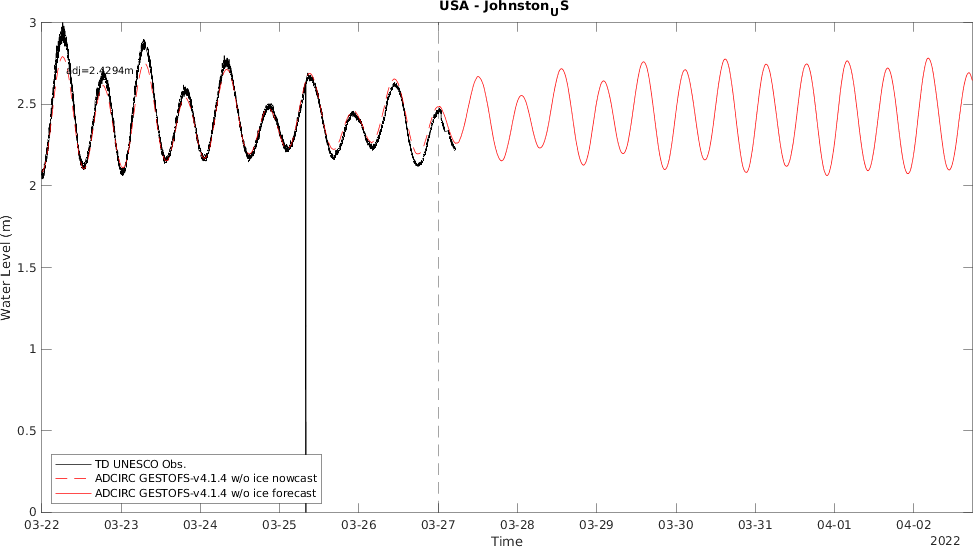 USA - Johnston_US
3
adj=2.4294m
2.5
2
1.5
1
0.5
0
Water Level (m)
TD UNESCO Obs.
ADCIRC GESTOFS-v4.1.4 w/o ice nowcast
ADCIRC GESTOFS-v4.1.4 w/o ice forecast
03-22 03-23 03-24 03-25 03-26 03-27 03-28 03-29 03-30 03-31 04-01 04-02
Time
2022